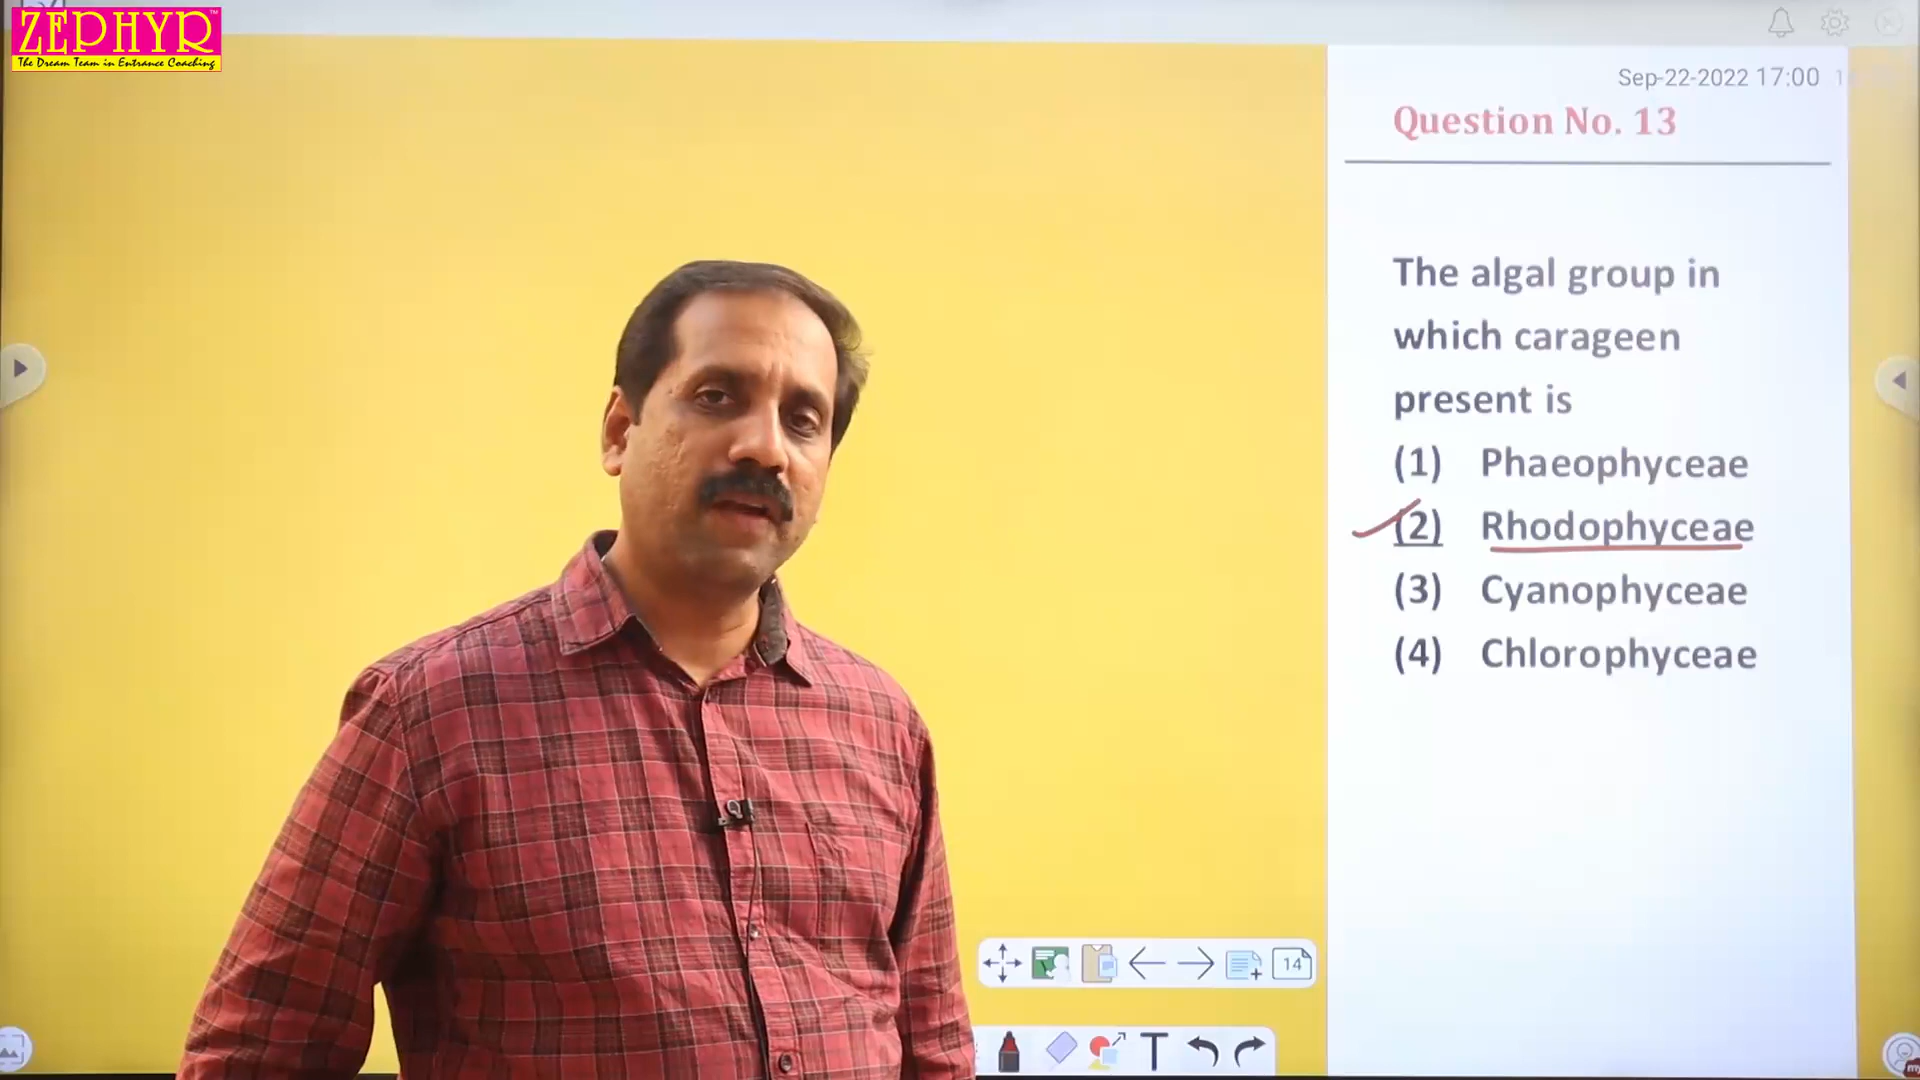 ZEPHYR™
The Dream Team in Entrance Coaching
Sep-22-2022 17:00
Question No. 13
The algal group in
which carageen
present is
(1) Phaeophyceae
(2) Rhodophyceae
(3) Cyanophyceae
(4) Chlorophyceae
14
T